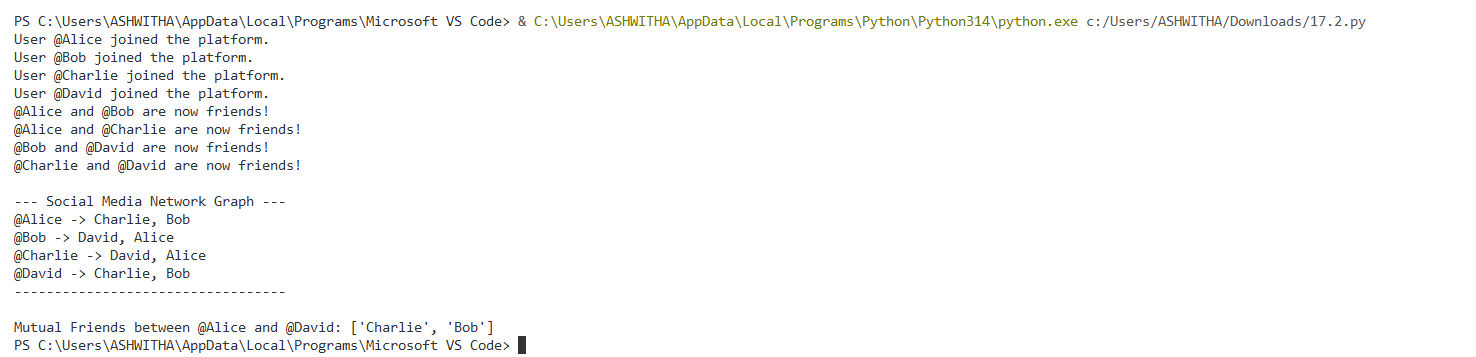 PS C:\Users\ASHWITHA\AppData\Local\Programs\Microsoft VS Code> & C:\Users\ASHWITHA\AppData\Local\Programs\Python\Python314\python.exe c:/Users/ASHWITHA/Downloads/17.2.py
User @Alice joined the platform.
User @Bob joined the platform.
User @Charlie joined the platform.
User @David joined the platform.
@Alice and @Bob are now friends!
@Alice and @Charlie are now friends!
@Bob and @David are now friends!
@Charlie and @David are now friends!

--- Social Media Network Graph ---
@Alice -> Charlie, Bob
@Bob -> David, Alice
@Charlie -> David, Alice
@David -> Charlie, Bob
----------------------------------

Mutual Friends between @Alice and @David: ['Charlie', 'Bob']
PS C:\Users\ASHWITHA\AppData\Local\Programs\Microsoft VS Code>